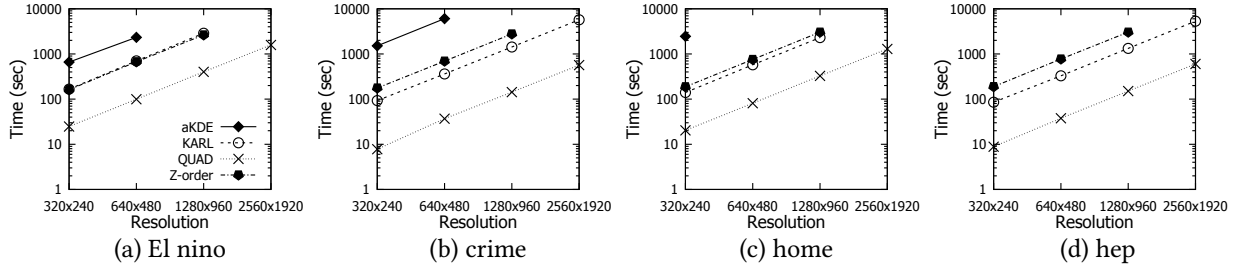 10000
1000
100
10
1
Time (sec)
aKDE
KARL
QUAD
Z-order
320x240 640x480 1280x960 2560x1920
Resolution
(a) El nino
10000
1000
100
10
1
Time (sec)
320x240 640x480 1280x960 2560x1920
Resolution
(b) crime
10000
1000
100
10
1
Time (sec)
320x240 640x480 1280x960 2560x1920
Resolution
(c) home
10000
1000
100
10
1
Time (sec)
320x240 640x480 1280x960 2560x1920
Resolution
(d) hep